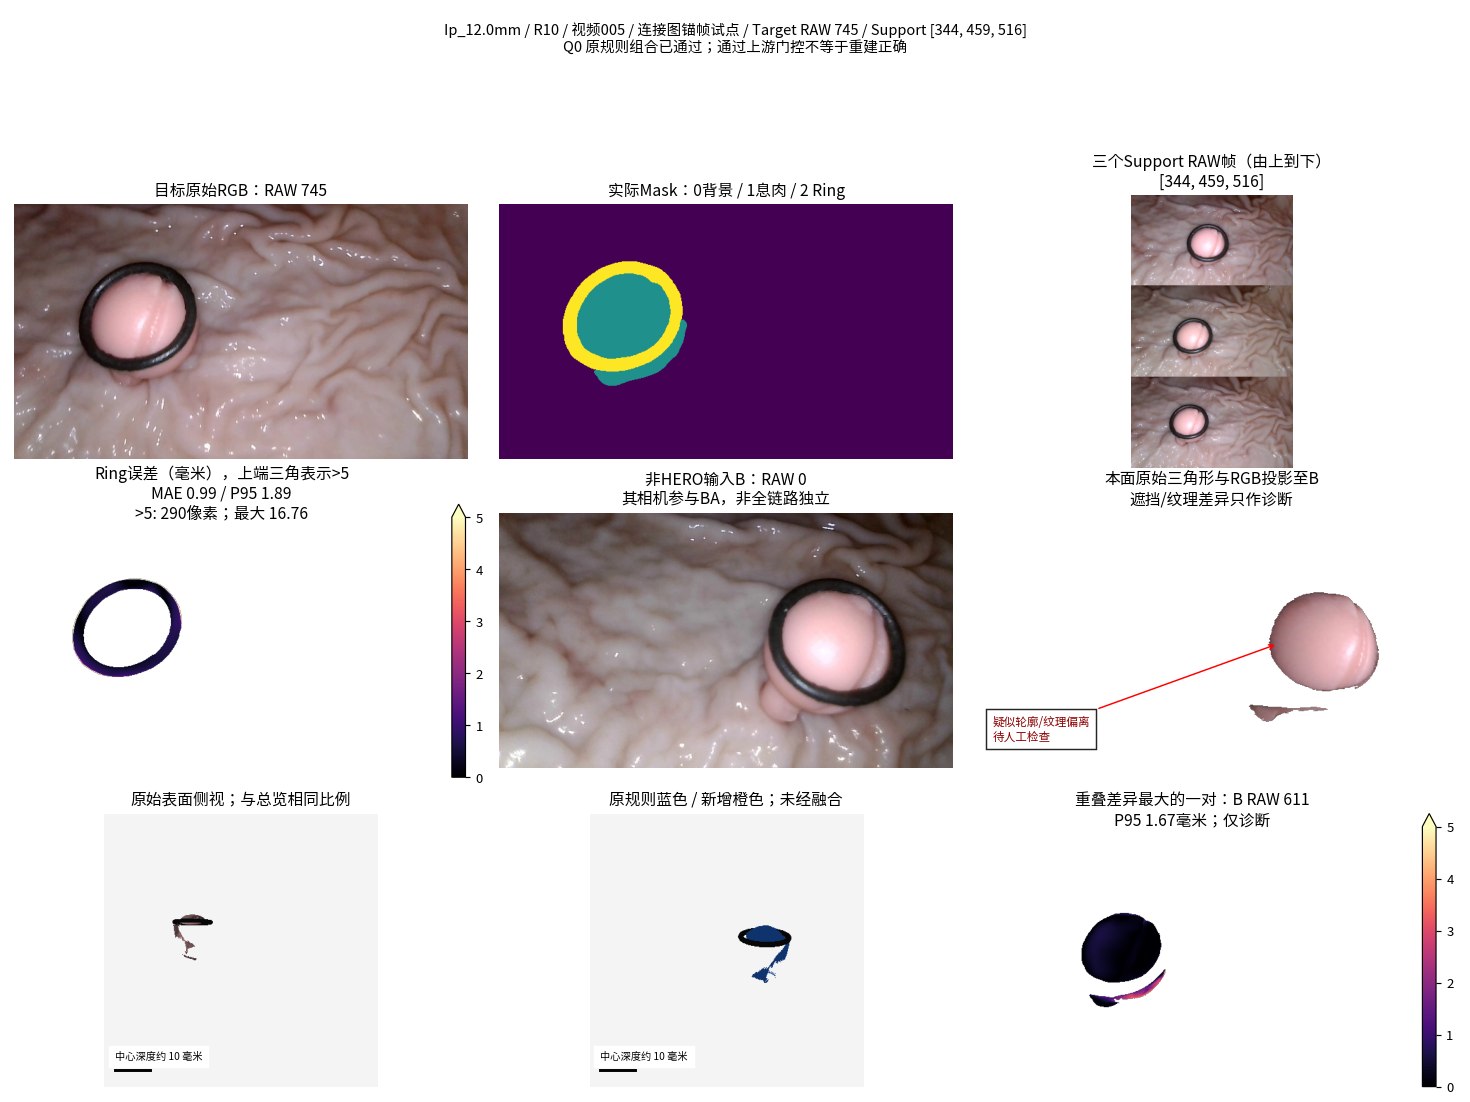 Ip_12.0mm / R10 / 视频005 / 连接图锚帧试点 / Target RAW 745 / Support [344, 459, 516]
Q0 原规则组合已通过；通过上游门控不等于重建正确
目标原始RGB：RAW 745
实际Mask：0背景 / 1息肉 / 2 Ring
三个Support RAW帧（由上到下）
[344, 459, 516]
Ring误差（毫米），上端三角表示>5
MAE 0.99 / P95 1.89
>5: 290像素；最大 16.76
5
4
3
2
1
0
非HERO输入B：RAW 0
其相机参与BA，非全链路独立
本面原始三角形与RGB投影至B
遮挡/纹理差异只作诊断
疑似轮廓/纹理偏离
待人工检查
原始表面侧视；与总览相同比例
中心深度约 10 毫米
原规则蓝色 / 新增橙色；未经融合
中心深度约 10 毫米
重叠差异最大的一对：B RAW 611
P95 1.67毫米；仅诊断
5
4
3
2
1
0